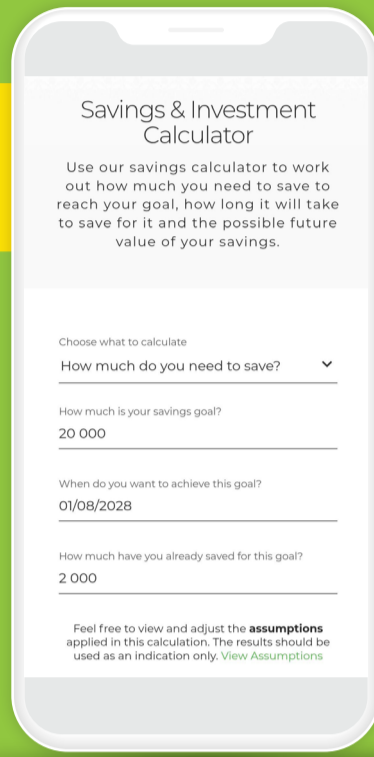 Savings & Investment
Calculator
Use our savings calculator to work
out how much you need to save to
reach your goal, how long it will take
to save for it and the possible future
value of your savings.
Choose what to calculate
How much do you need to save?
How much is your savings goal?
20 000
When do you want to achieve this goal?
01/08/2028
How much have you already saved for this goal?
2 000
Feel free to view and adjust the assumptions
applied in this calculation. The results should be
used as an indication only. View Assumptions